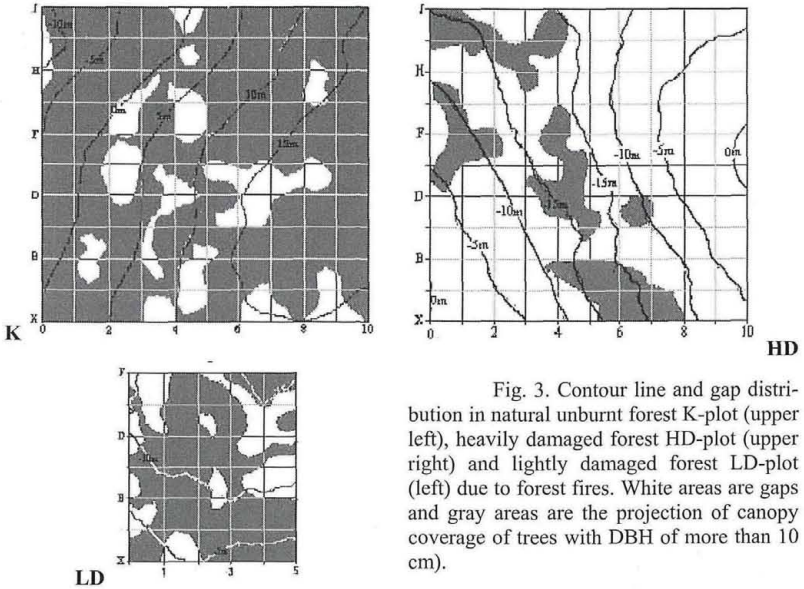 I
H
F
D
B
X
0
2
4
6
8
10
-10m
-5m
0m
5m
10m
15m
K
I
H
F
D
B
X
0
2
4
6
8
10
-15m
-15m
-10m
-10m
-5m
-5m
0m
0m
HD
F
D
B
X
1
3
5
-10m
-5m
LD
Fig. 3. Contour line and gap distri-
bution in natural unburnt forest K-plot (upper
left), heavily damaged forest HD-plot (upper
right) and lightly damaged forest LD-plot
(left) due to forest fires. White areas are gaps
and gray areas are the projection of canopy
coverage of trees with DBH of more than 10
cm).